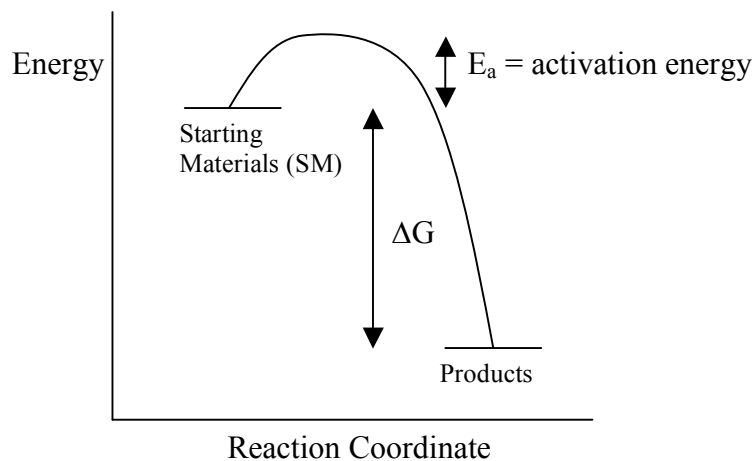 Energy
Eₐ = activation energy
Starting
Materials (SM)
ΔG
Products
Reaction Coordinate